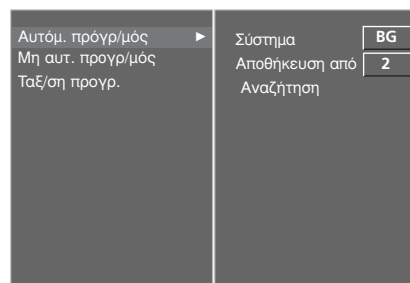 Αυτόμ. πρόγρ/μός ►
Μη αυτ. προγρ/μός
Ταξ/ση προγρ.
Σύστημα BG
Αποθήκευση από 2
Αναζήτηση